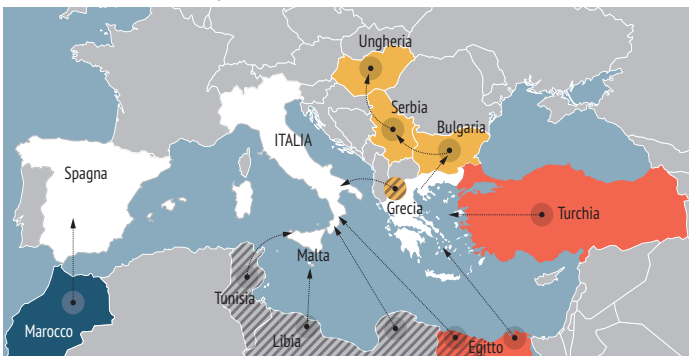 Ungheria
Serbia
ITALIA
Bulgaria
Spagna
Grecia
Turchia
Malta
Tunisia
Marocco
Libia
Egitto